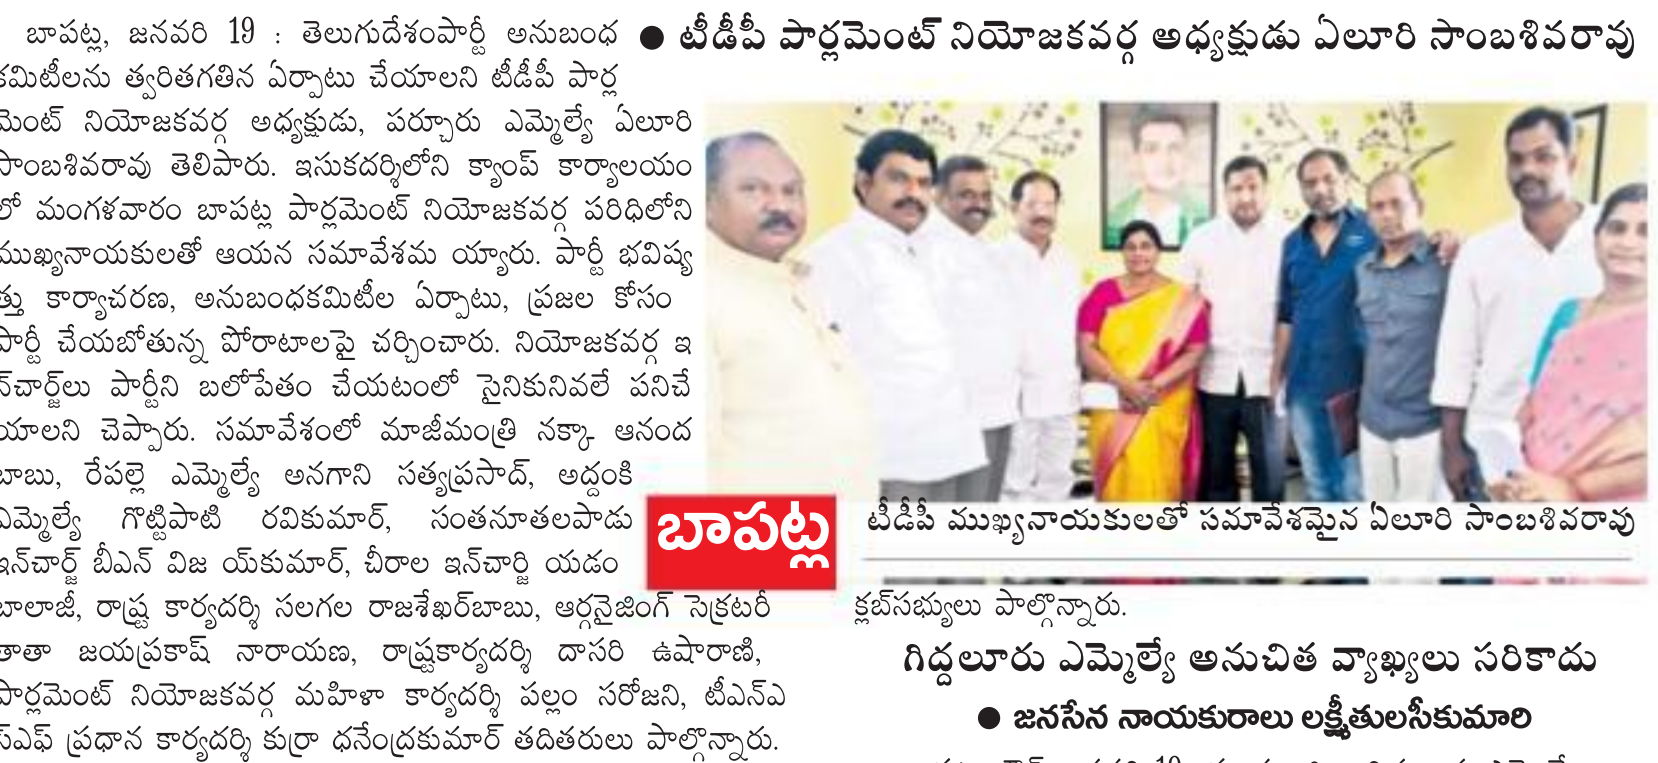 ● టీడీపీ పార్లమెంట్ నియోజకవర్గ అధ్యక్షుడు ఏలూరి సాంబశివరావు
బాపట్ల, జనవరి 19 : తెలుగుదేశంపార్టీ అనుబంధ
కమిటీలను త్వరితగతిన ఏర్పాటు చేయాలని టీడీపీ పార్ల
మెంట్ నియోజకవర్గ అధ్యక్షుడు, పర్చూరు ఎమ్మెల్యే ఏలూరి
సాంబశివరావు తెలిపారు. ఇసుకదర్శిలోని క్యాంప్ కార్యాలయం
లో మంగళవారం బాపట్ల పార్లమెంట్ నియోజకవర్గ పరిధిలోని
ముఖ్యనాయకులతో ఆయన సమావేశమ య్యారు. పార్టీ భవిష్య
త్తు కార్యాచరణ, అనుబంధకమిటీల ఏర్పాటు, ప్రజల కోసం
పార్టీ చేయబోతున్న పోరాటాలపై చర్చించారు. నియోజకవర్గ ఇ
న్‌చార్జ్‌లు పార్టీని బలోపేతం చేయటంలో సైనికునివలే పనిచే
యాలని చెప్పారు. సమావేశంలో మాజీమంత్రి నక్కా ఆనంద
బాబు, రేపల్లె ఎమ్మెల్యే అనగాని సత్యప్రసాద్, అద్దంకి
ఎమ్మెల్యే గొట్టిపాటి రవికుమార్, సంతనూతలపాడు
ఇన్‌చార్జ్ బీఎన్ విజ య్‌కుమార్, చీరాల ఇన్‌చార్జి యడం
బాలాజీ, రాష్ట్ర కార్యదర్శి సలగల రాజశేఖర్‌బాబు, ఆర్గనైజింగ్ సెక్రటరీ
తాతా జయప్రకాష్ నారాయణ, రాష్ట్రకార్యదర్శి దాసరి ఉషారాణి,
పార్లమెంట్ నియోజకవర్గ మహిళా కార్యదర్శి పల్లం సరోజని, టీఎన్ఎ
స్ఎఫ్ ప్రధాన కార్యదర్శి కుర్రా ధనేంద్రకుమార్ తదితరులు పాల్గొన్నారు.
బాపట్ల
టీడీపీ ముఖ్యనాయకులతో సమావేశమైన ఏలూరి సాంబశివరావు
క్లబ్‌సభ్యులు పాల్గొన్నారు.
గిద్దలూరు ఎమ్మెల్యే అనుచిత వ్యాఖ్యలు సరికాదు
● జనసేన నాయకురాలు లక్ష్మీతులసీకుమారి